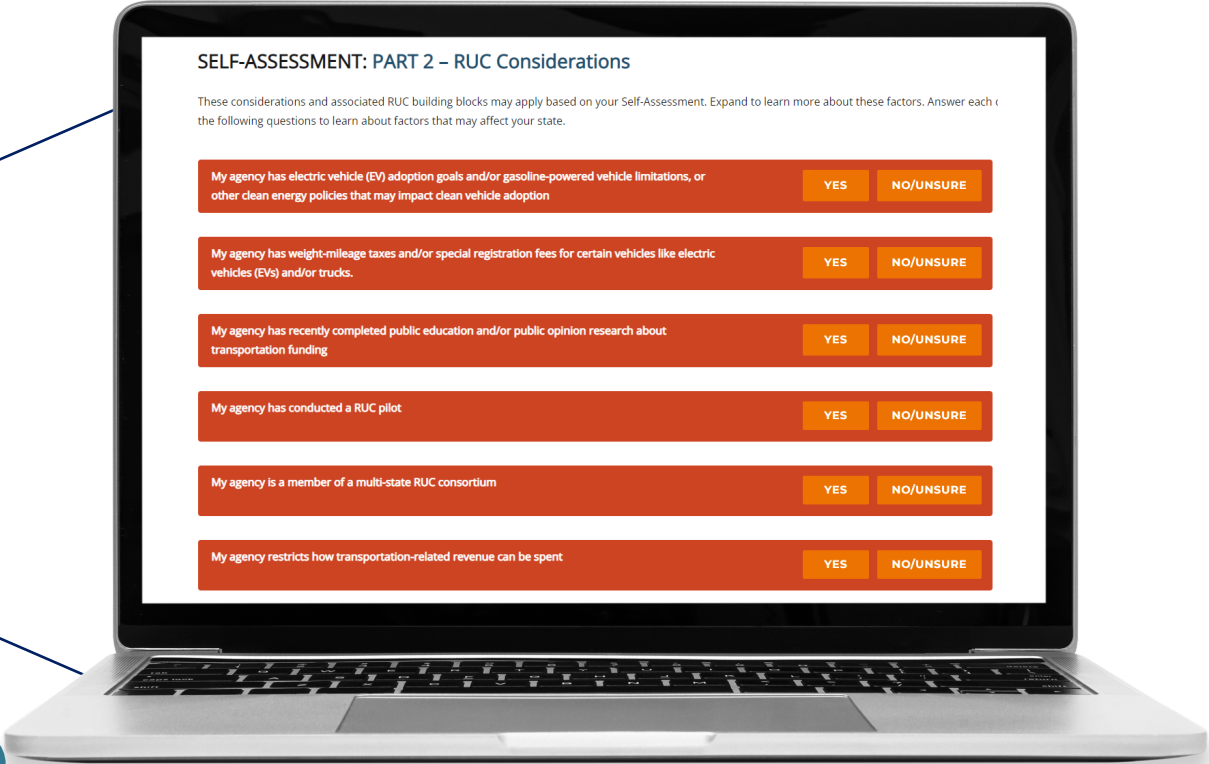 SELF-ASSESSMENT: PART 2 – RUC Considerations
These considerations and associated RUC building blocks may apply based on your Self-Assessment. Expand to learn more about these factors. Answer each
the following questions to learn about factors that may affect your state.
My agency has electric vehicle (EV) adoption goals and/or gasoline-powered vehicle limitations, or
other clean energy policies that may impact clean vehicle adoption
YES NO/UNSURE
My agency has weight-mileage taxes and/or special registration fees for certain vehicles like electric
vehicles (EVs) and/or trucks.
YES NO/UNSURE
My agency has recently completed public education and/or public opinion research about
transportation funding
YES NO/UNSURE
My agency has conducted a RUC pilot
YES NO/UNSURE
My agency is a member of a multi-state RUC consortium
YES NO/UNSURE
My agency restricts how transportation-related revenue can be spent
YES NO/UNSURE
caps lock
shift